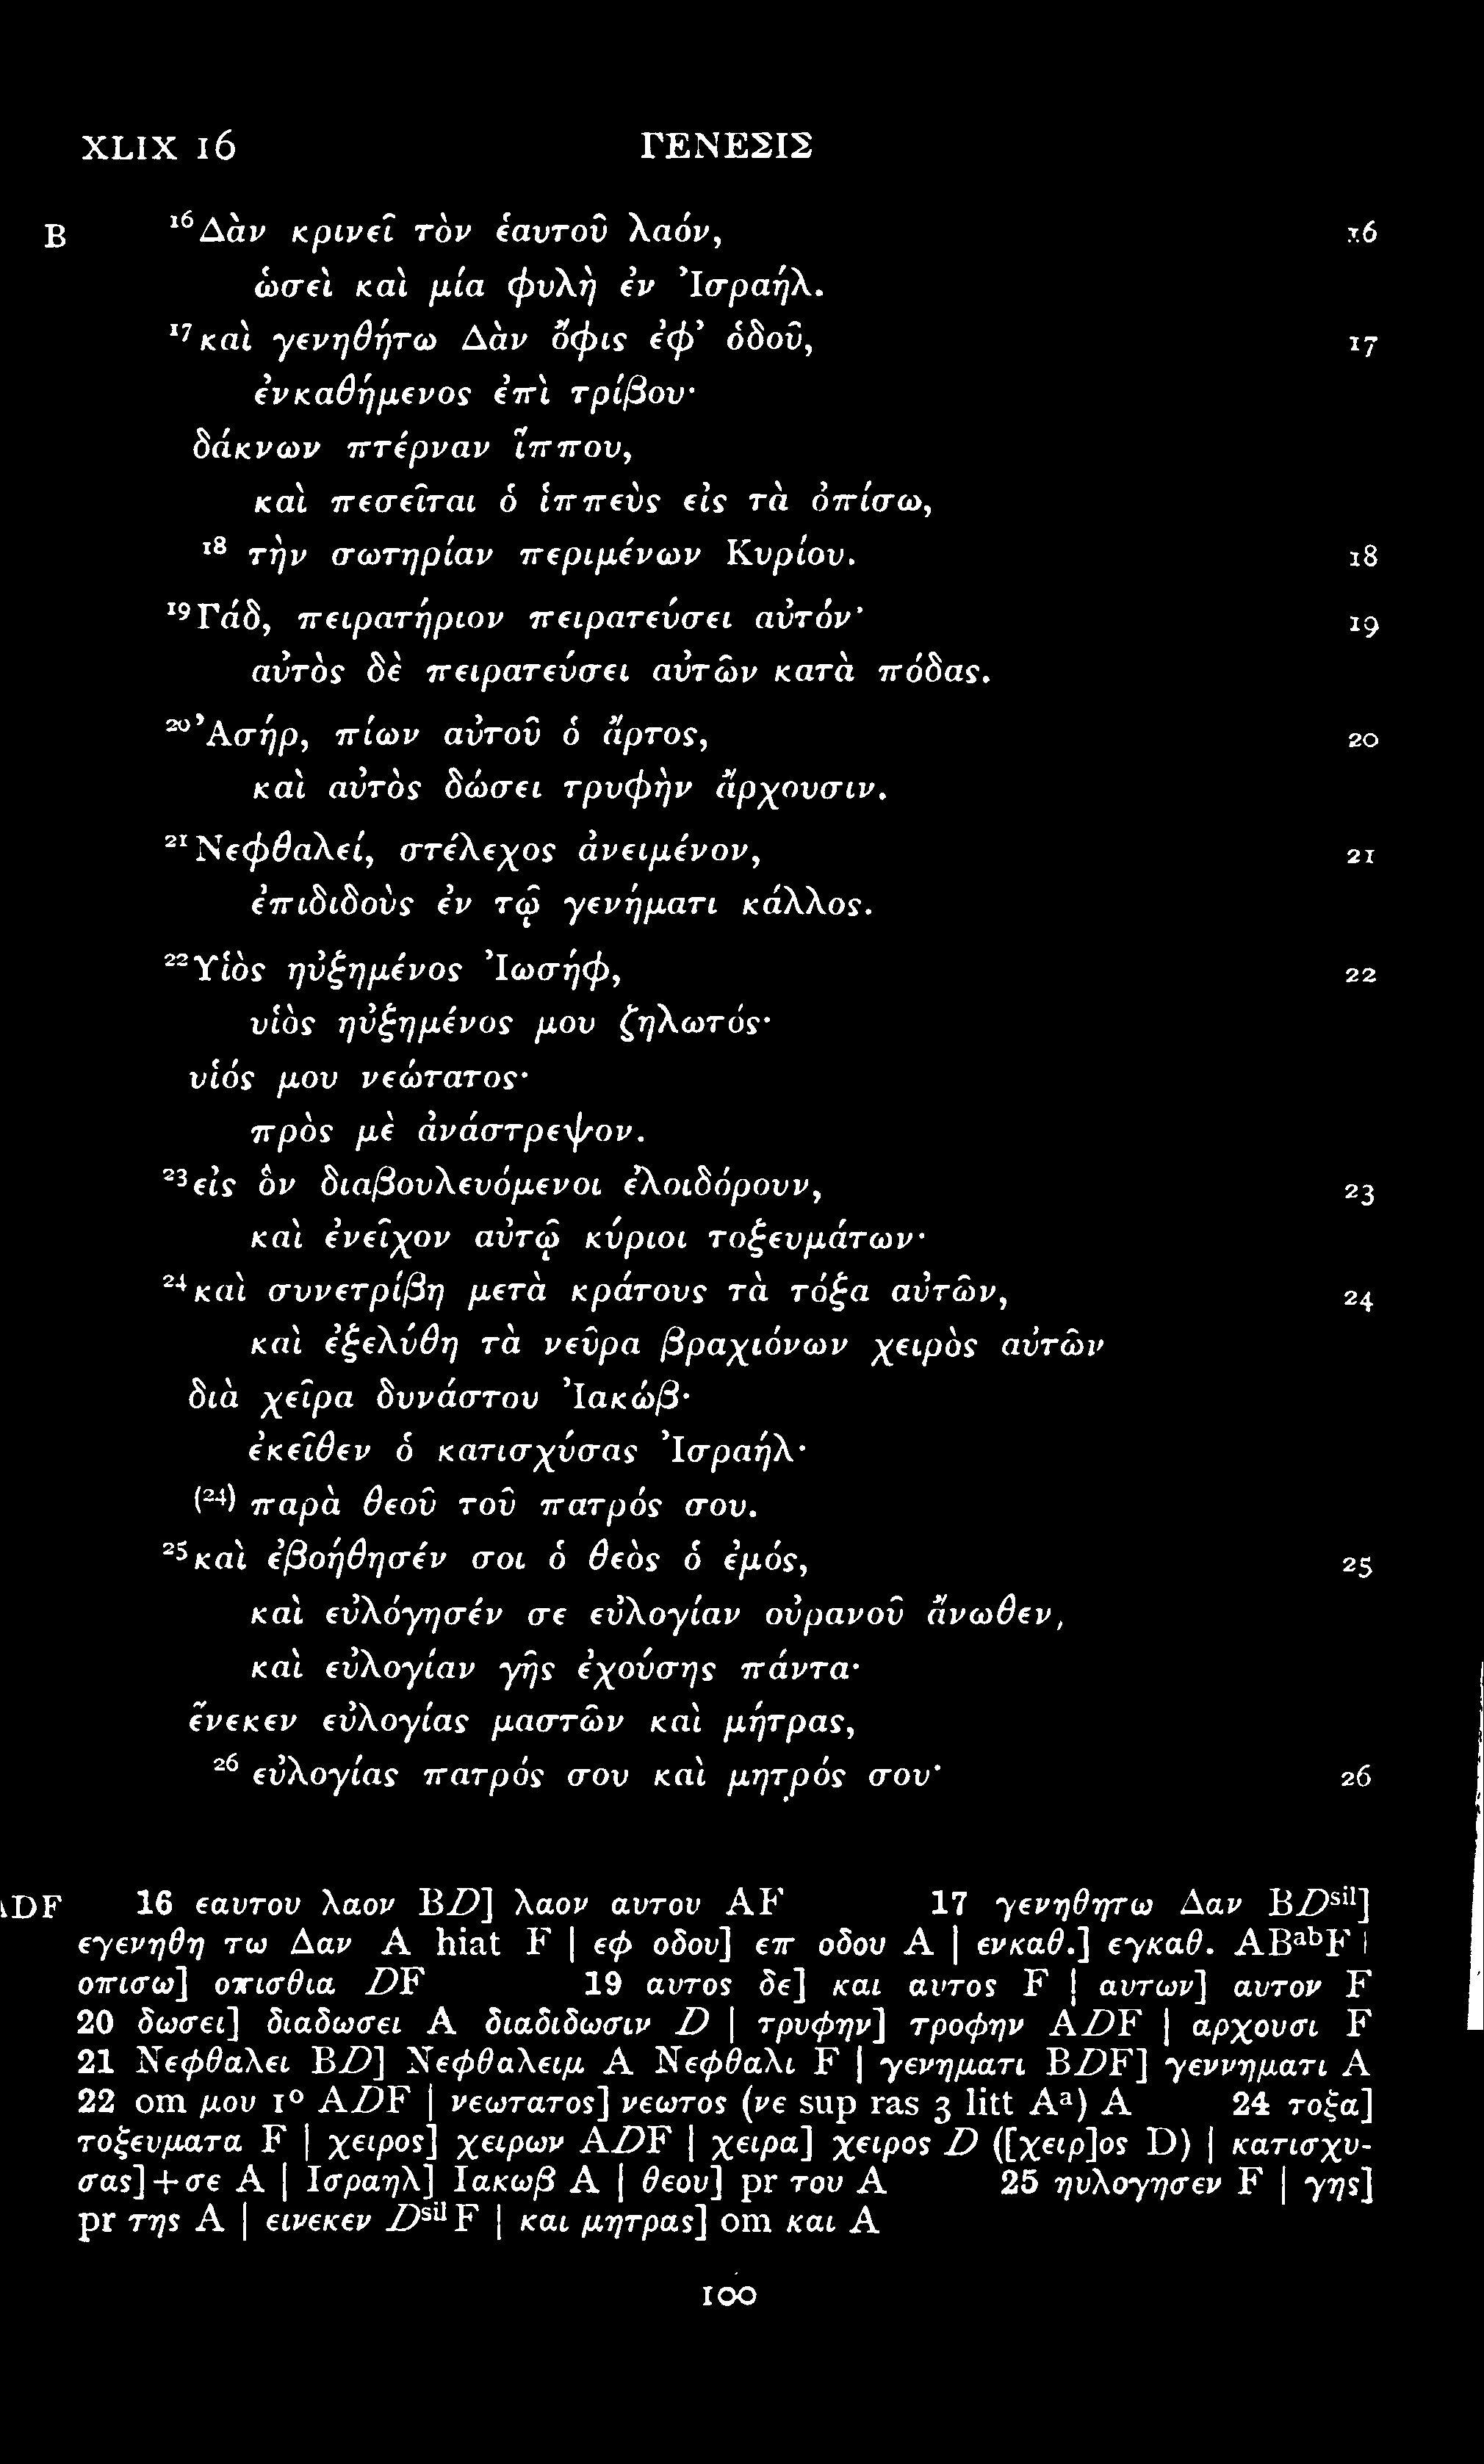 XLIX 16 ΓΕΝΕΣΙΣ
B ¹⁶Δὰν κρινεῖ τὸν ἑαυτοῦ λαόν, 16
ὡσεὶ καὶ μία φυλὴ ἐν Ἰσραήλ.
¹⁷καὶ γενηθήτω Δὰν ὄφις ἐφ’ ὁδοῦ, 17
ἐνκαθήμενος ἐπὶ τρίβου·
δάκνων πτέρναν ἵππου,
καὶ πεσεῖται ὁ ἱππεὺς εἰς τὰ ὀπίσω,
¹⁸ τὴν σωτηρίαν περιμένων Κυρίου. 18
¹⁹Γάδ, πειρατήριον πειρατεύσει αὐτόν· 19
αὐτὸς δὲ πειρατεύσει αὐτῶν κατὰ πόδας.
²⁰Ἀσήρ, πίων αὐτοῦ ὁ ἄρτος, 20
καὶ αὐτὸς δώσει τρυφὴν ἄρχουσιν.
²¹Νεφθαλεί, στέλεχος ἀνειμένον, 21
ἐπιδιδοὺς ἐν τῷ γενήματι κάλλος.
²²Υἱὸς ηὐξημένος Ἰωσήφ, 22
υἱὸς ηὐξημένος μου ζηλωτός·
υἱός μου νεώτατος·
πρὸς μὲ ἀνάστρεψον.
²³εἰς ὃν διαβουλευόμενοι ἐλοιδόρουν, 23
καὶ ἐνεῖχον αὐτῷ κύριοι τοξευμάτων·
²⁴καὶ συνετρίβη μετὰ κράτους τὰ τόξα αὐτῶν, 24
καὶ ἐξελύθη τὰ νεῦρα βραχιόνων χειρὸς αὐτῶν
διὰ χεῖρα δυνάστου Ἰακώβ·
ἐκεῖθεν ὁ κατισχύσας Ἰσραήλ·
(²⁴) παρὰ θεοῦ τοῦ πατρός σου.
²⁵καὶ ἐβοήθησέν σοι ὁ θεὸς ὁ ἐμός, 25
καὶ εὐλόγησέν σε εὐλογίαν οὐρανοῦ ἄνωθεν,
καὶ εὐλογίαν γῆς ἐχούσης πάντα·
ἕνεκεν εὐλογίας μαστῶν καὶ μήτρας,
²⁶ εὐλογίας πατρός σου καὶ μητρός σου· 26
DF 16 εαυτου λαον BD] λαον αυτου AF 17 γενηθητω Δαν BDˢⁱˡ]
εγενηθη τω Δαν A hiat F | εφ οδου] επ οδου A | ενκαθ.] εγκαθ. ABᵃᵇF |
οπισω] οπισθια DF 19 αυτος δε] και αυτος F | αυτων] αυτον F
20 δωσει] διαδωσει A διαδιδωσιν D | τρυφην] τροφην ADF | αρχουσι F
21 Νεφθαλει BD] Νεφθαλειμ A Νεφθαλι F | γενηματι BDF] γεννηματι A
22 om μου 1° ADF | νεωτατος] νεωτος (νε sup ras 3 litt Aᵃ) A 24 τοξα]
τοξευματα F | χειρος] χειρων ADF | χειρα] χειρος D ([χειρ]ος D) | κατισχυ-
σας]+σε A | Ισραηλ] Ιακωβ A | θεου] pr του A 25 ηυλογησεν F | γης]
pr της A | εινεκεν DˢⁱˡF | και μητρας] om και A
100